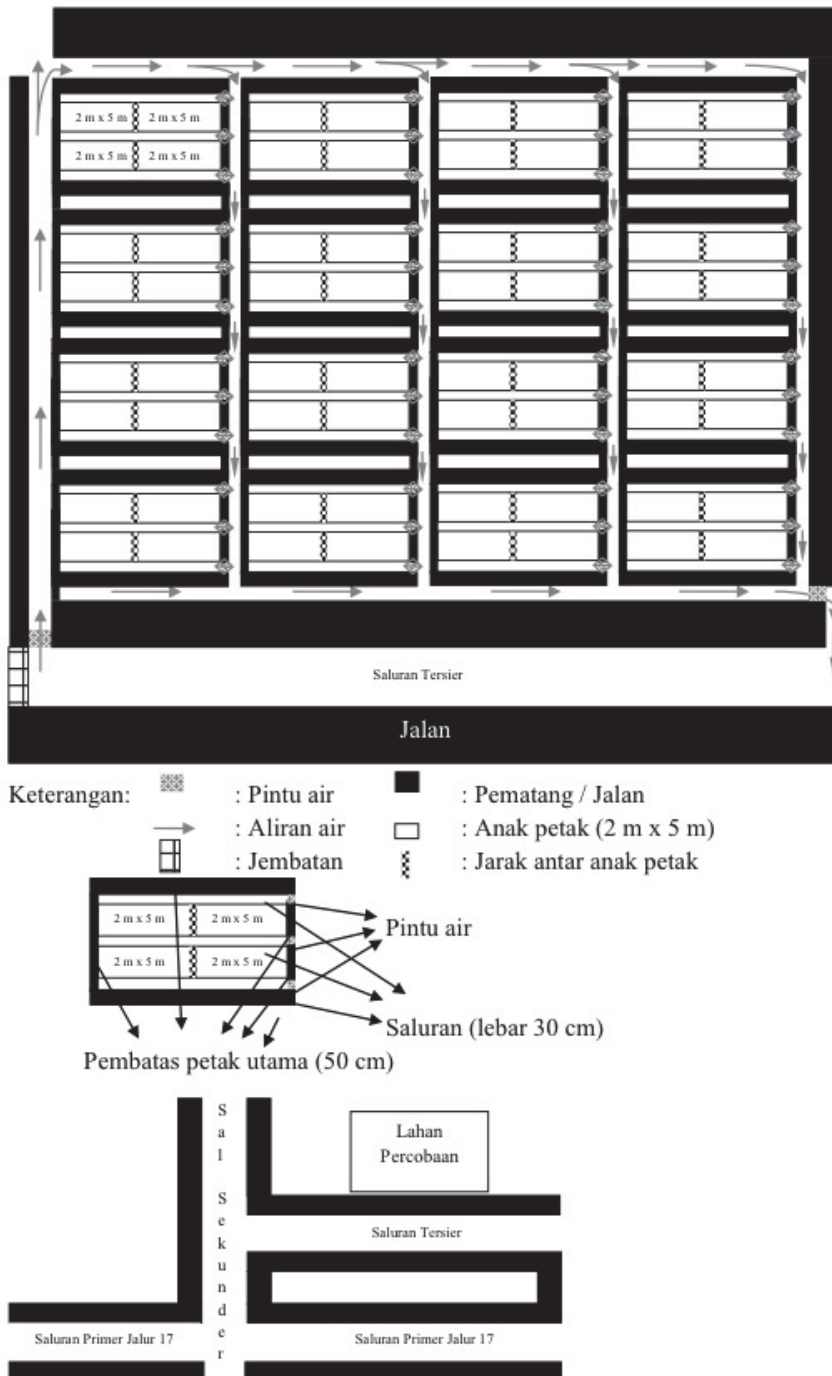 2 m x 5 m 2 m x 5 m
2 m x 5 m 2 m x 5 m
Saluran Tersier
Jalan
Keterangan: : Pintu air : Pematang / Jalan
: Aliran air : Anak petak (2 m x 5 m)
: Jembatan : Jarak antar anak petak
2 m x 5 m 2 m x 5 m
2 m x 5 m 2 m x 5 m
Pintu air
Saluran (lebar 30 cm)
Pembatas petak utama (50 cm)
Sal Sekunder
Lahan
Percobaan
Saluran Tersier
Saluran Primer Jalur 17 Saluran Primer Jalur 17